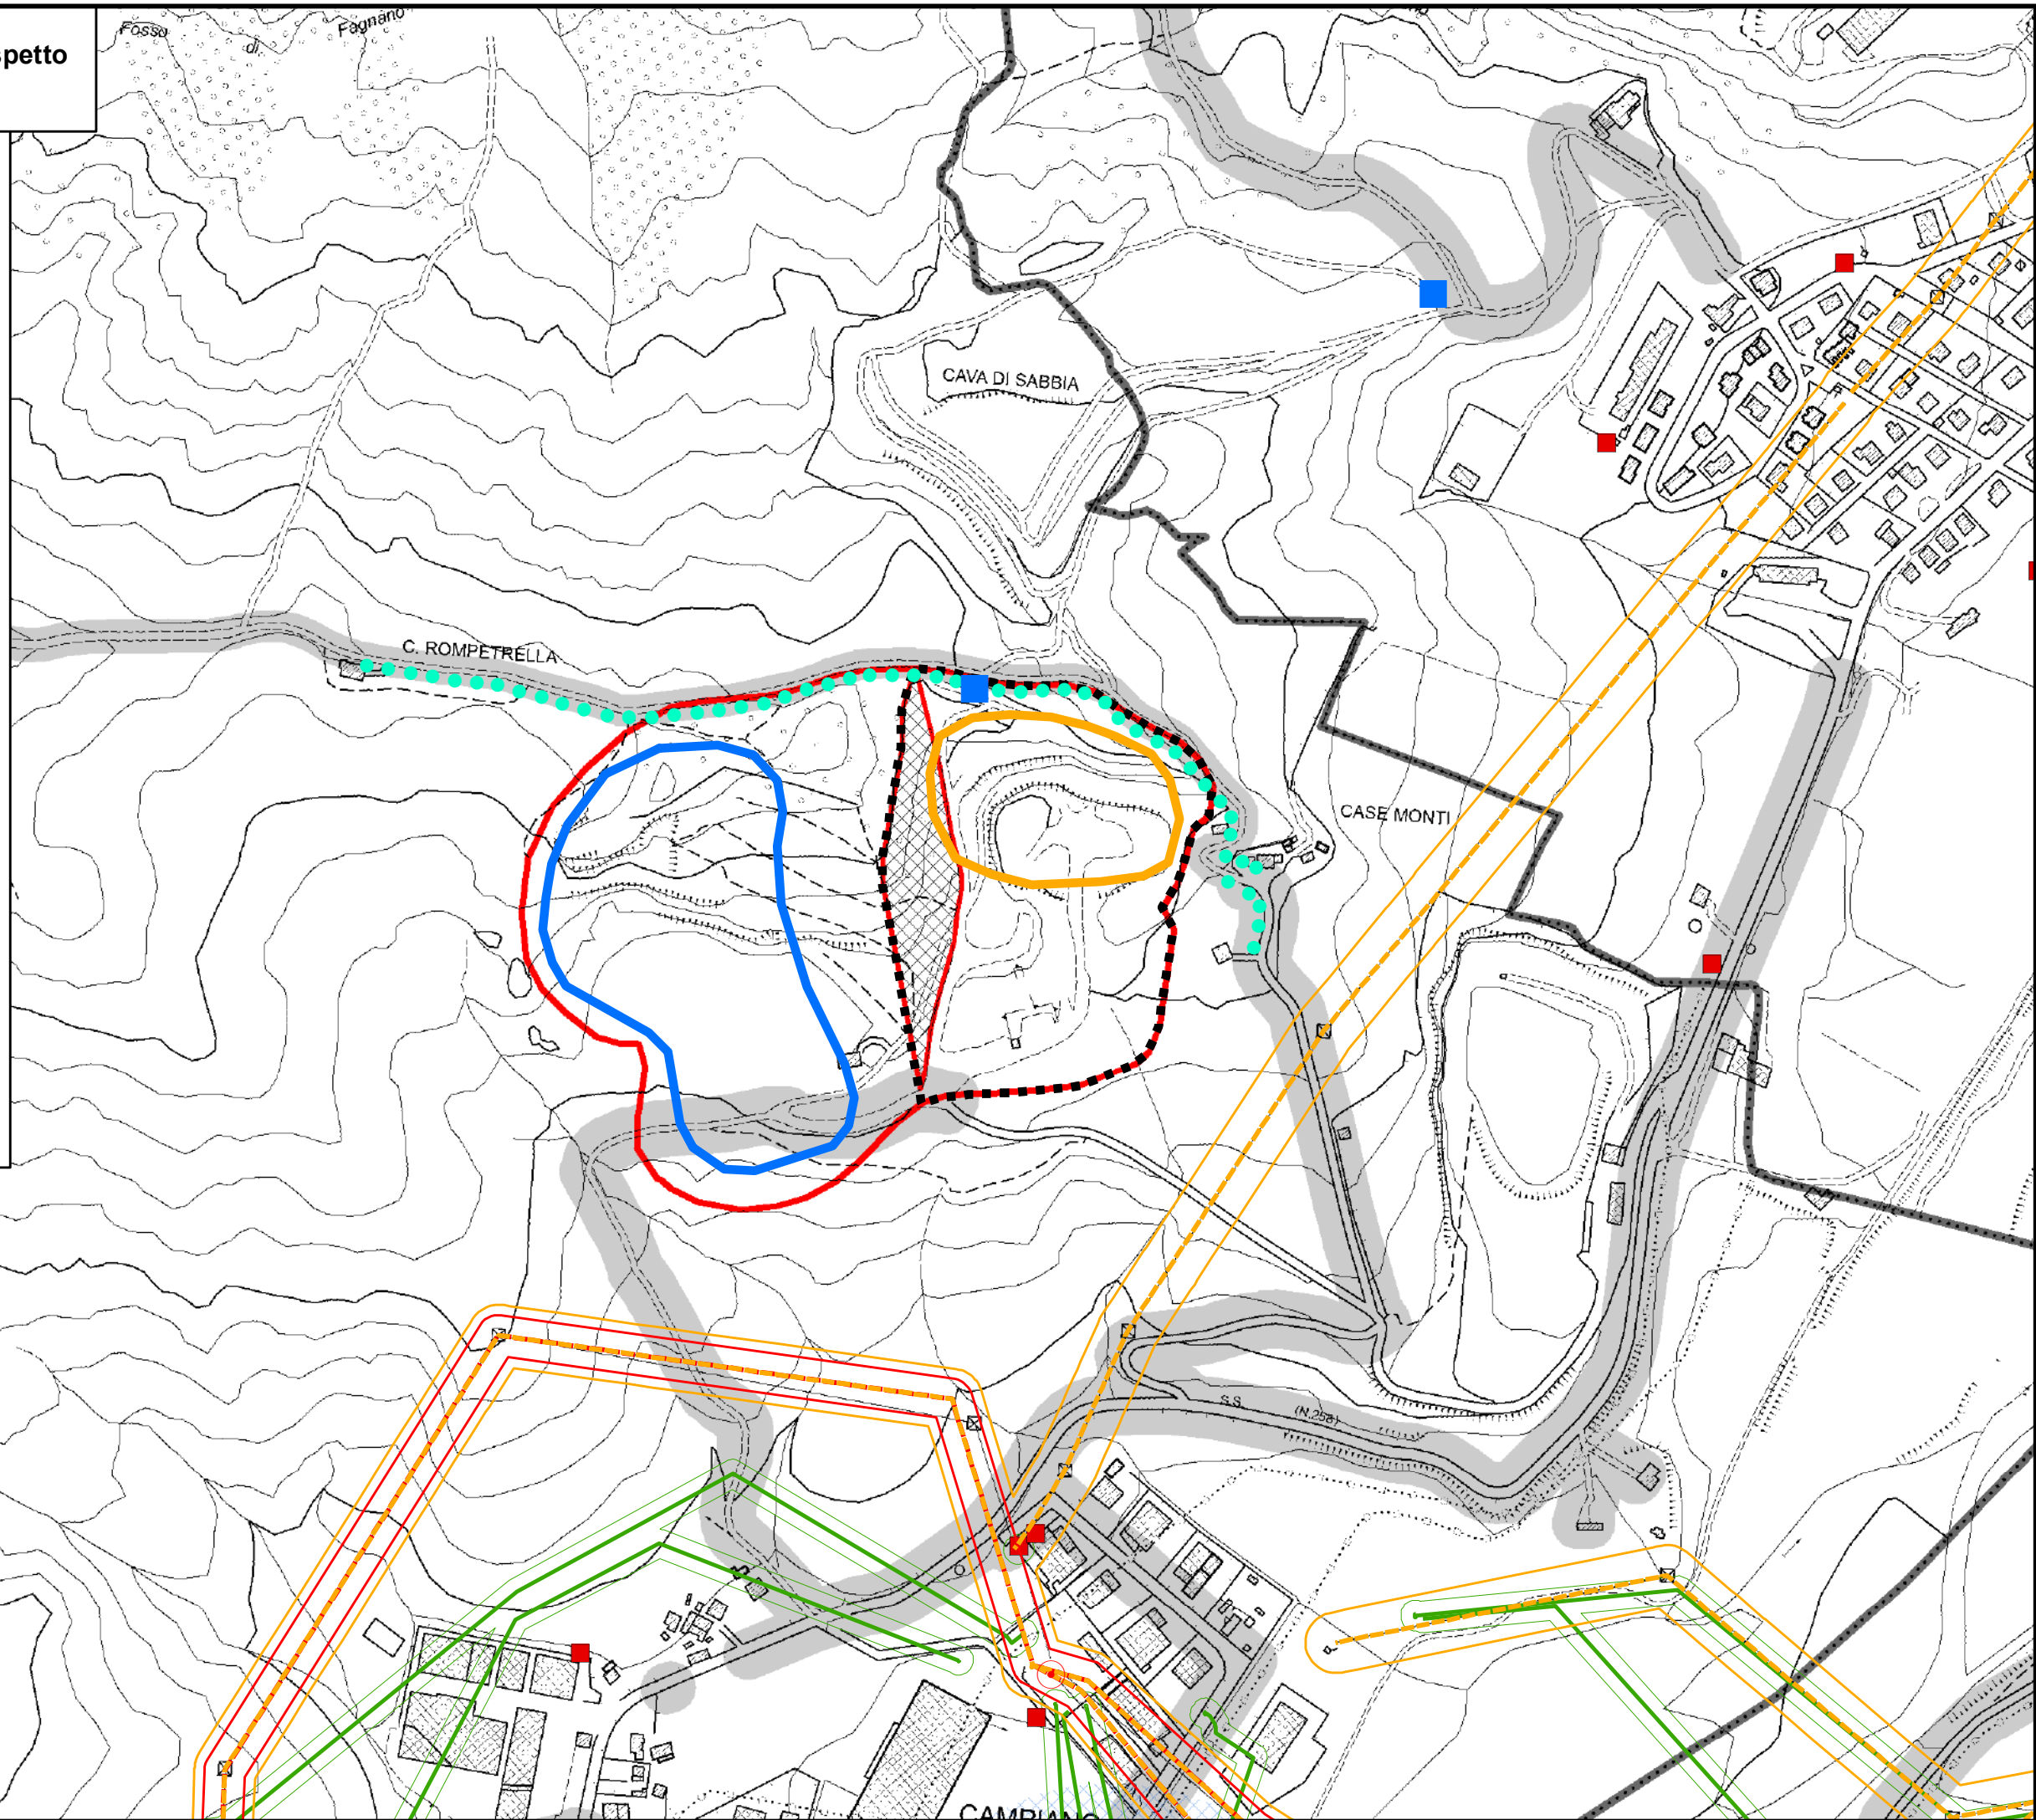 Fosso di Fagnano
spetto
CAVA DI SABBIA
C. ROMPETRELLA
CASE MONTI
S.S. (N.258)
CAMPIANO